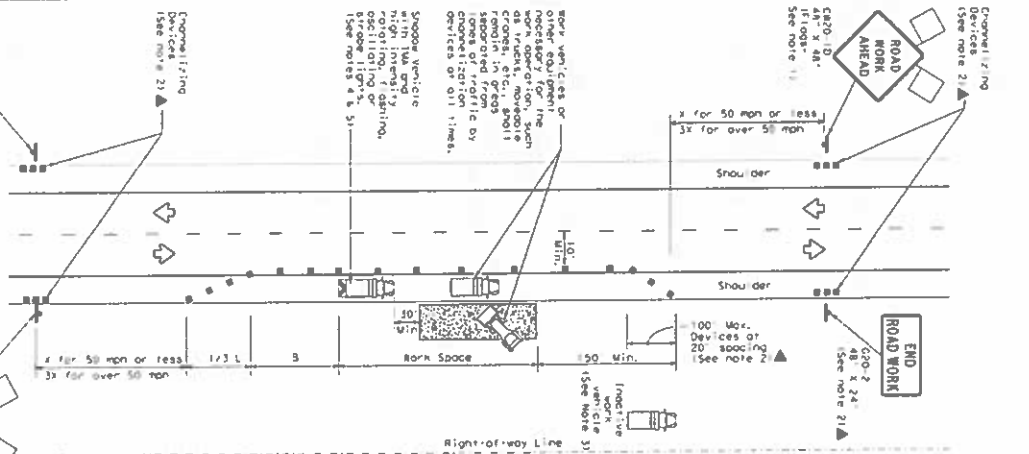 Channelizing
Devices
(See note 2) ▲
Work vehicles or
other equipment
necessary for the
work operation, such
as trucks, moveable
cranes, etc., shall
remain in areas
separated from
lanes of traffic by
channelization
devices at all times.
Shadow vehicle
with TMA and
high intensity
rotating, flashing,
oscillating or
strobe lights.
(See notes 4 & 5)
ROAD
WORK
AHEAD
CW20-1D
48" X 48"
(Flags-
See note 1)
Channelizing
Devices
(See note 2) ▲
x for 50 mph or less
3x for over 50 mph
Shoulder
10'
Min.
Shoulder
30'
Min
100' Max.
Devices at
20' spacing
(See note 2) ▲
x for 50 mph or less
3x for over 50 mph
1/3 L
B
Work Space
50' Min.
END
ROAD WORK
G20-2
48" X 24"
(See note 2) ▲
Inactive
work
vehicle
(See Note 3)
Right-of-way Line